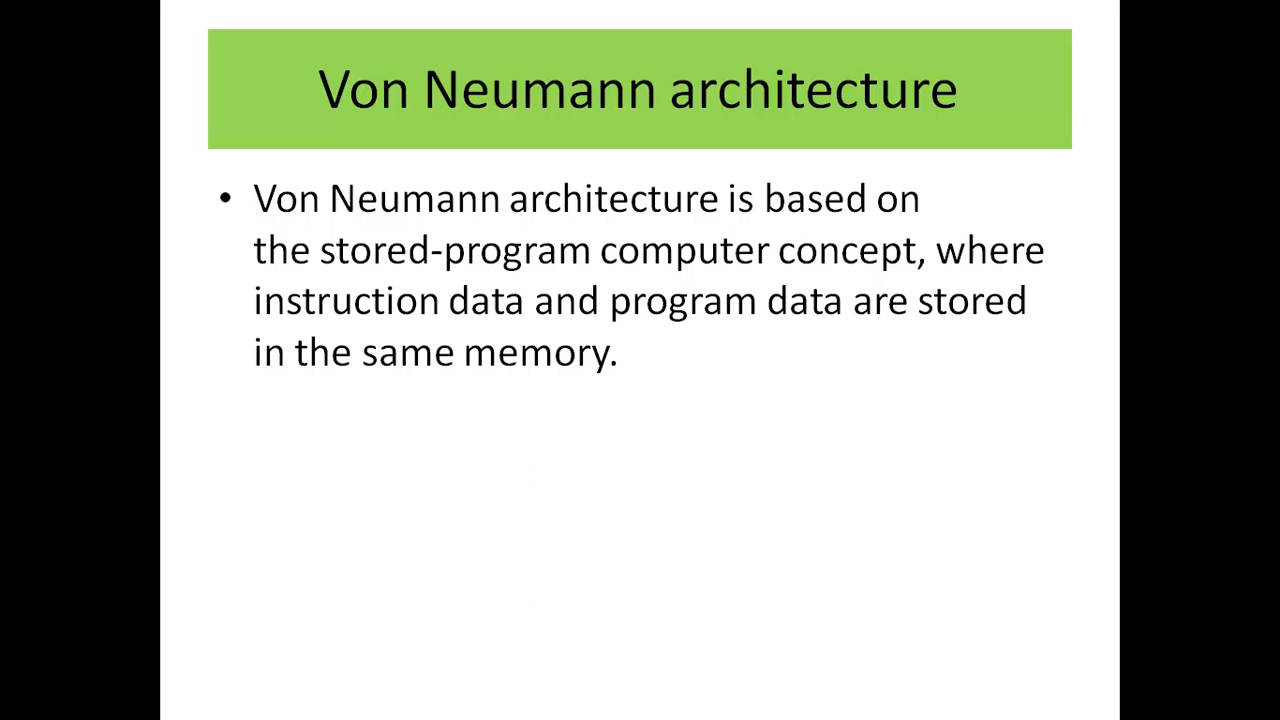 Von Neumann architecture
• Von Neumann architecture is based on
the stored-program computer concept, where
instruction data and program data are stored
in the same memory.